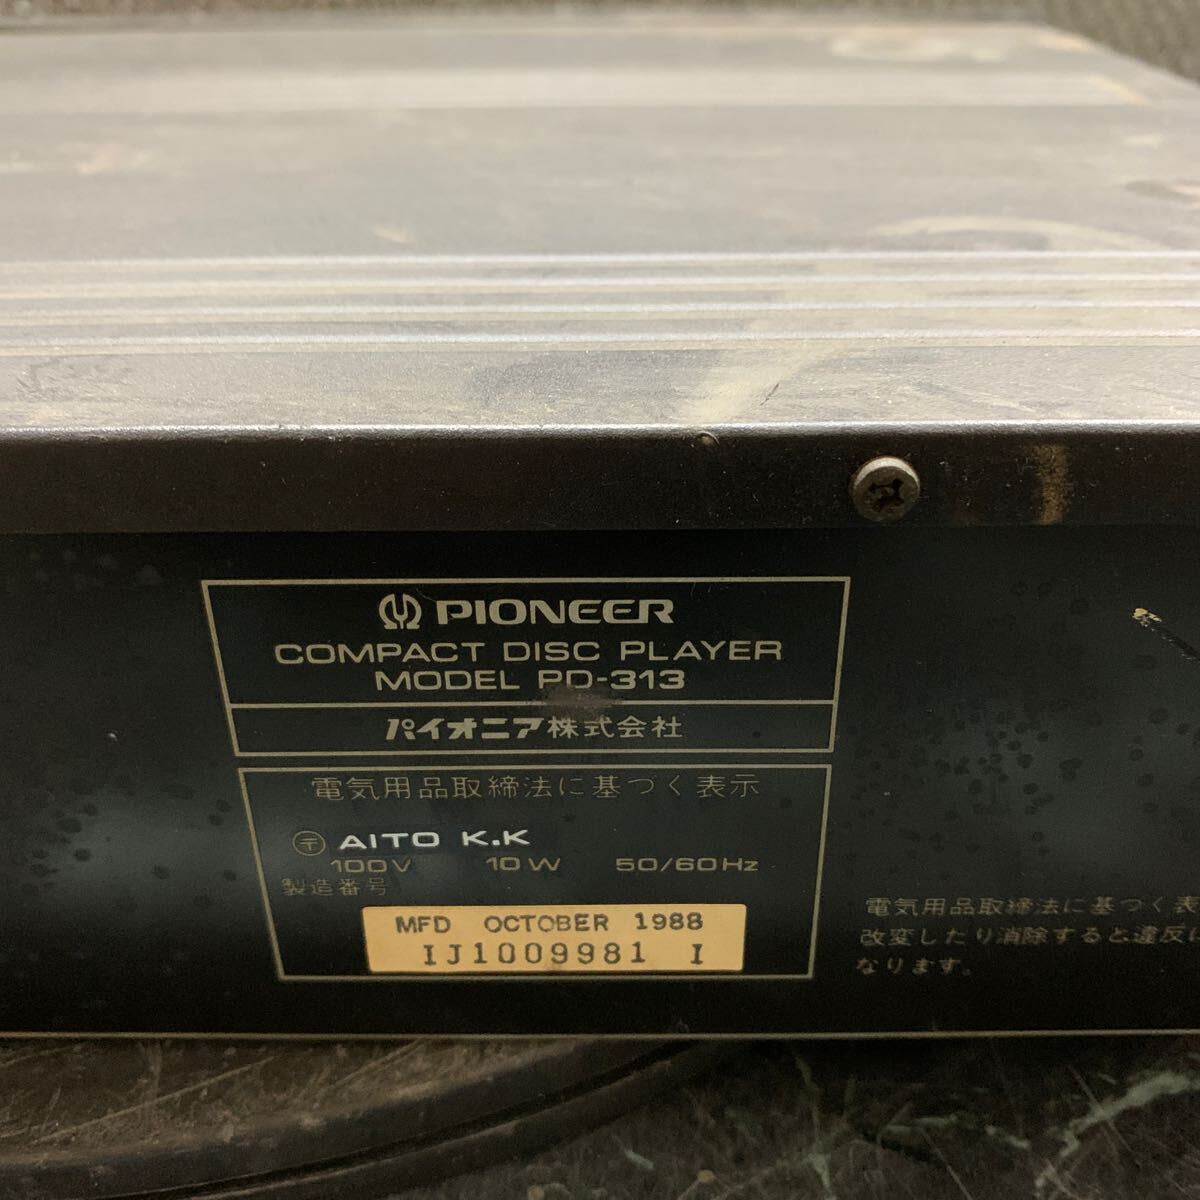 PIONEER
COMPACT DISC PLAYER
MODEL PD-313
パイオニア株式会社
電気用品取締法に基づく表示
〒 AITO K.K
100V 10W 50/60Hz
製造番号
MFD OCTOBER 1988
IJ1009981 I
電気用品取締法に基づく表
改変したり消除すると違反に
なります。